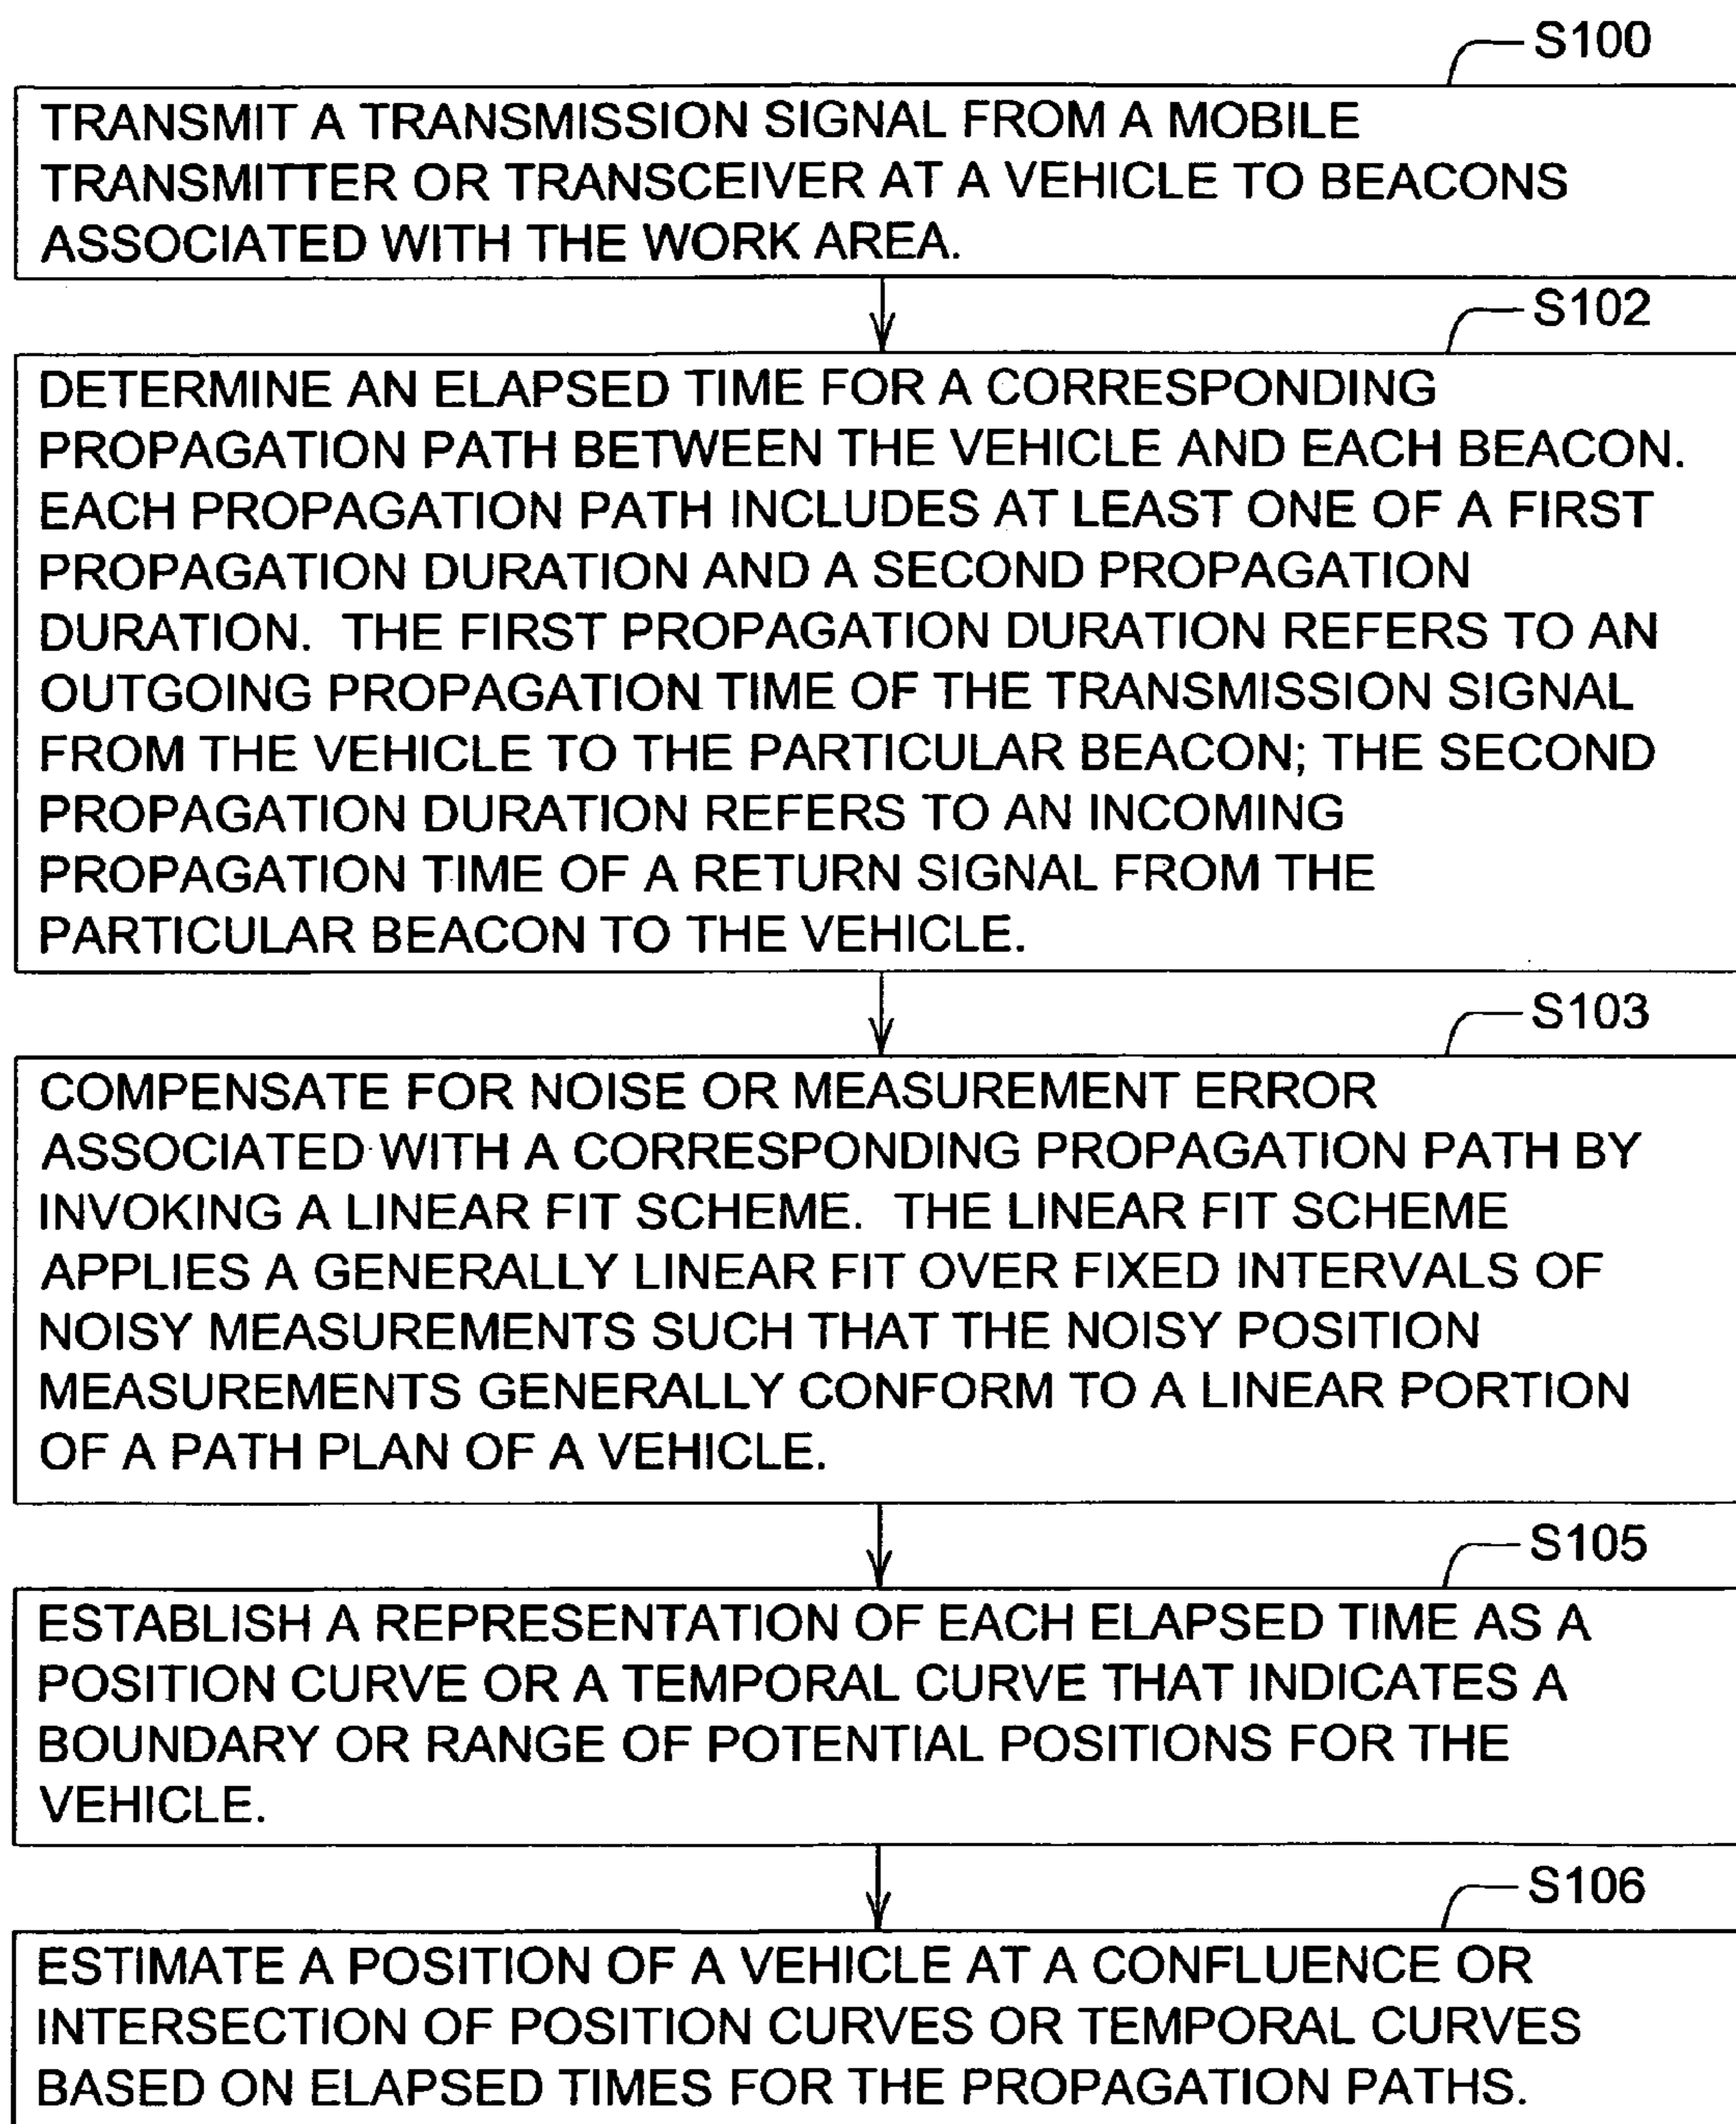 S100
TRANSMIT A TRANSMISSION SIGNAL FROM A MOBILE
TRANSMITTER OR TRANSCEIVER AT A VEHICLE TO BEACONS
ASSOCIATED WITH THE WORK AREA.
S102
DETERMINE AN ELAPSED TIME FOR A CORRESPONDING
PROPAGATION PATH BETWEEN THE VEHICLE AND EACH BEACON.
EACH PROPAGATION PATH INCLUDES AT LEAST ONE OF A FIRST
PROPAGATION DURATION AND A SECOND PROPAGATION
DURATION. THE FIRST PROPAGATION DURATION REFERS TO AN
OUTGOING PROPAGATION TIME OF THE TRANSMISSION SIGNAL
FROM THE VEHICLE TO THE PARTICULAR BEACON; THE SECOND
PROPAGATION DURATION REFERS TO AN INCOMING
PROPAGATION TIME OF A RETURN SIGNAL FROM THE
PARTICULAR BEACON TO THE VEHICLE.
S103
COMPENSATE FOR NOISE OR MEASUREMENT ERROR
ASSOCIATED WITH A CORRESPONDING PROPAGATION PATH BY
INVOKING A LINEAR FIT SCHEME. THE LINEAR FIT SCHEME
APPLIES A GENERALLY LINEAR FIT OVER FIXED INTERVALS OF
NOISY MEASUREMENTS SUCH THAT THE NOISY POSITION
MEASUREMENTS GENERALLY CONFORM TO A LINEAR PORTION
OF A PATH PLAN OF A VEHICLE.
S105
ESTABLISH A REPRESENTATION OF EACH ELAPSED TIME AS A
POSITION CURVE OR A TEMPORAL CURVE THAT INDICATES A
BOUNDARY OR RANGE OF POTENTIAL POSITIONS FOR THE
VEHICLE.
S106
ESTIMATE A POSITION OF A VEHICLE AT A CONFLUENCE OR
INTERSECTION OF POSITION CURVES OR TEMPORAL CURVES
BASED ON ELAPSED TIMES FOR THE PROPAGATION PATHS.